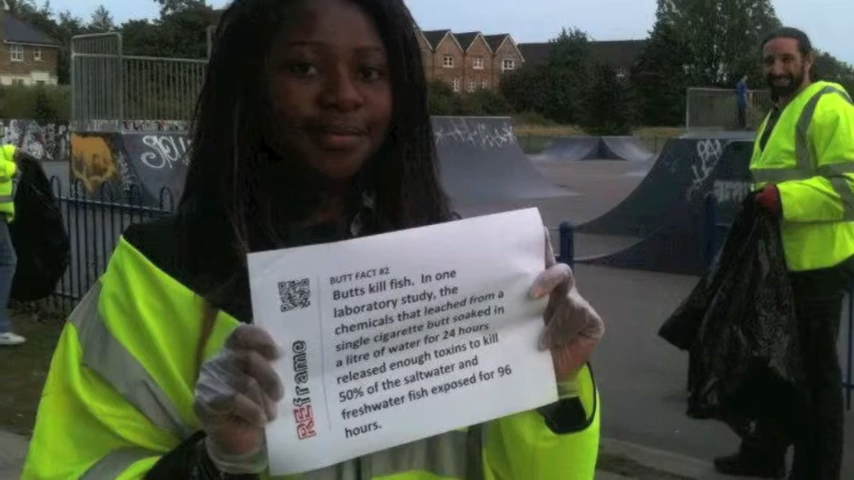 BUTT FACT #2
Butts kill fish. In one
laboratory study, the
chemicals that leached from a
single cigarette butt soaked in
a litre of water for 24 hours
released enough toxins to kill
50% of the saltwater and
freshwater fish exposed for 96
hours.
REframe